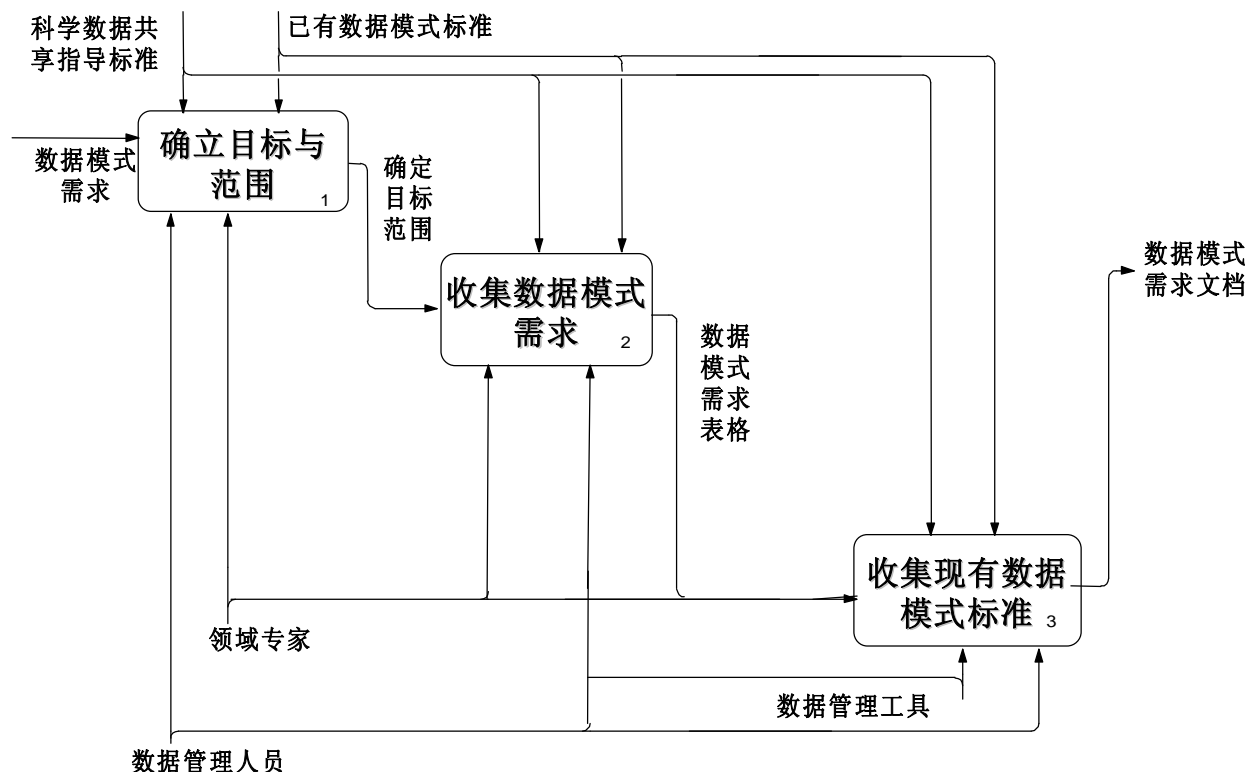 科学数据共
享指导标准
已有数据模式标准
确立目标与
范围
1
数据模式
需求
确定
目标
范围
收集数据模式
需求
2
数据模式
需求文档
数据
模式
需求
表格
收集现有数据
模式标准
3
领域专家
数据管理工具
数据管理人员